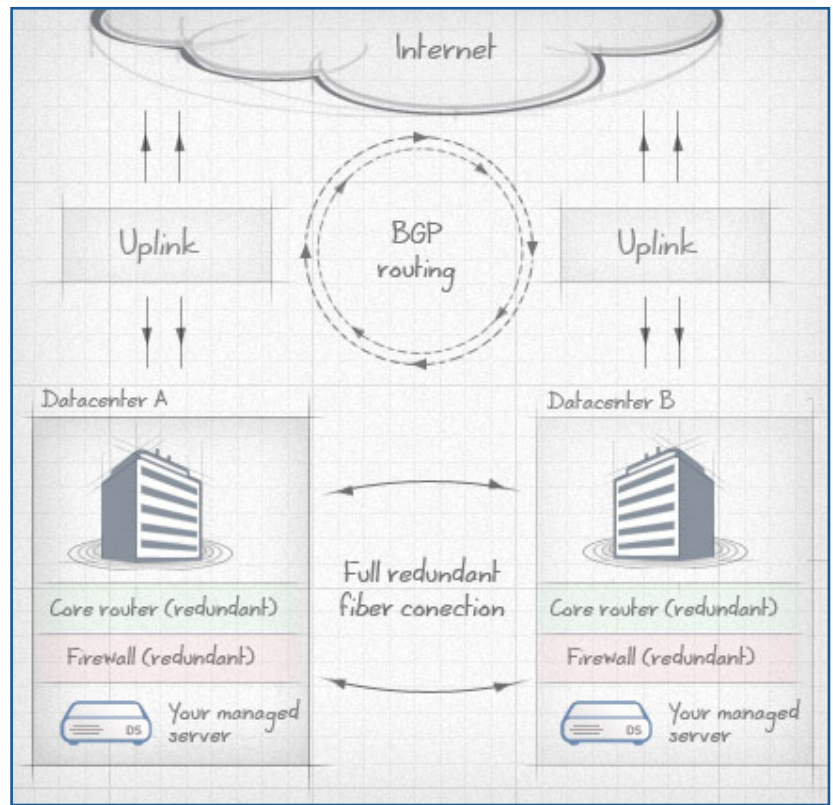 Internet
Uplink
BGP
routing
Uplink
Datacenter A
Datacenter B
Full redundant
fiber conection
Core router (redundant)
Firewall (redundant)
DS
Your managed
server
Core router (redundant)
Firewall (redundant)
DS
Your managed
server